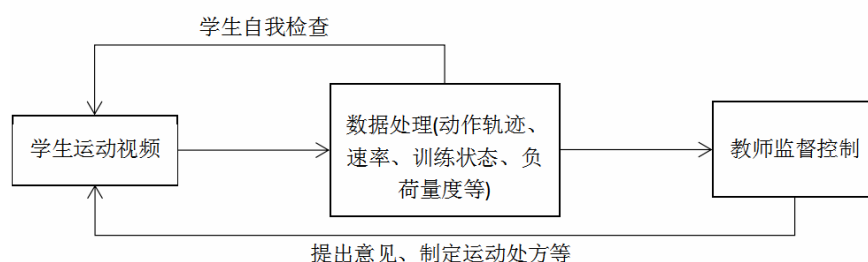 学生自我检查
学生运动视频
数据处理(动作轨迹、
速率、训练状态、负
荷量度等)
教师监督控制
提出意见、制定运动处方等